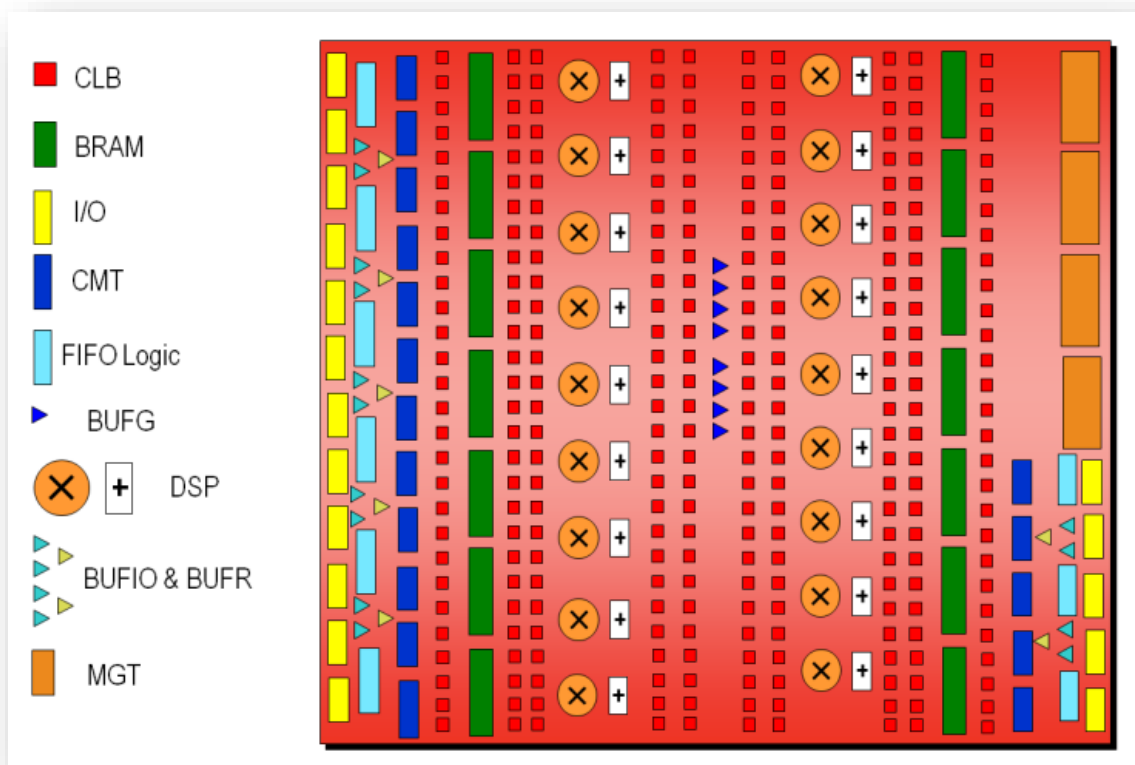 CLB
BRAM
I/O
CMT
FIFO Logic
BUFG
DSP
BUFIO & BUFR
MGT